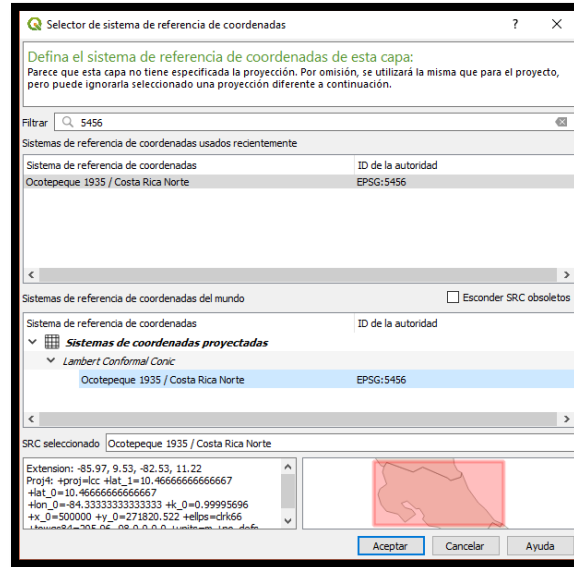 Selector de sistema de referencia de coordenadas
Defina el sistema de referencia de coordenadas de esta capa:
Parece que esta capa no tiene especificada la proyección. Por omisión, se utilizará la misma que para el proyecto,
pero puede ignorarla seleccionado una proyección diferente a continuación.
Filtrar 5456
Sistemas de referencia de coordenadas usados recientemente
Sistema de referencia de coordenadas ID de la autoridad
Ocotepeque 1935 / Costa Rica Norte EPSG:5456
Sistemas de referencia de coordenadas del mundo Esconder SRC obsoletos
Sistema de referencia de coordenadas ID de la autoridad
Sistemas de coordenadas proyectadas
Lambert Conformal Conic
Ocotepeque 1935 / Costa Rica Norte EPSG:5456
SRC seleccionado Ocotepeque 1935 / Costa Rica Norte
Extension: -85.97, 9.53, -82.53, 11.22
Proj4: +proj=lcc +lat_1=10.46666666666667
+lat_0=10.46666666666667
+lon_0=-84.33333333333333 +k_0=0.99995696
+x_0=500000 +y_0=271820.522 +ellps=clrk66
Aceptar Cancelar Ayuda